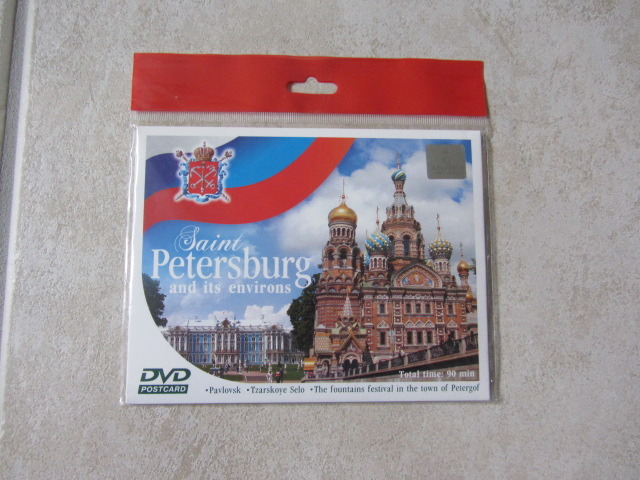 Saint
Petersburg
and its environs
Total time: 90 min
DVD
POSTCARD
•Pavlovsk •Tzarskoye Selo •The fountains festival in the town of Petergof